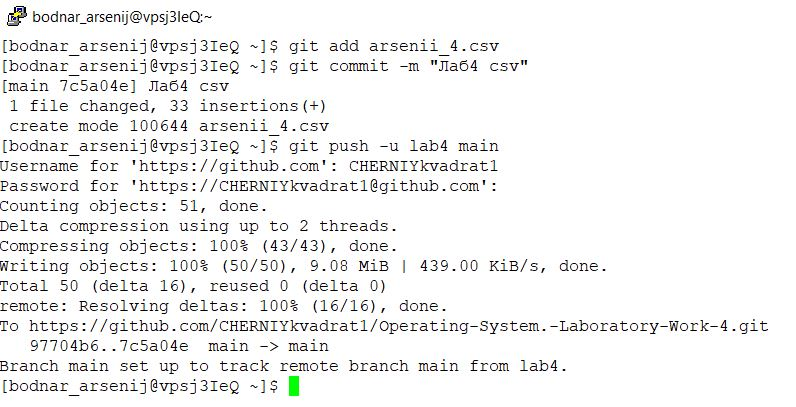 bodnar_arsenij@vpsj3IeQ:~
[bodnar_arsenij@vpsj3IeQ ~]$ git add arsenii_4.csv
[bodnar_arsenij@vpsj3IeQ ~]$ git commit -m "Лаб4 csv"
[main 7c5a04e] Лаб4 csv
 1 file changed, 33 insertions(+)
 create mode 100644 arsenii_4.csv
[bodnar_arsenij@vpsj3IeQ ~]$ git push -u lab4 main
Username for 'https://github.com': CHERNIYkvadrat1
Password for 'https://CHERNIYkvadrat1@github.com':
Counting objects: 51, done.
Delta compression using up to 2 threads.
Compressing objects: 100% (43/43), done.
Writing objects: 100% (50/50), 9.08 MiB | 439.00 KiB/s, done.
Total 50 (delta 16), reused 0 (delta 0)
remote: Resolving deltas: 100% (16/16), done.
To https://github.com/CHERNIYkvadrat1/Operating-System.-Laboratory-Work-4.git
   97704b6..7c5a04e  main -> main
Branch main set up to track remote branch main from lab4.
[bodnar_arsenij@vpsj3IeQ ~]$